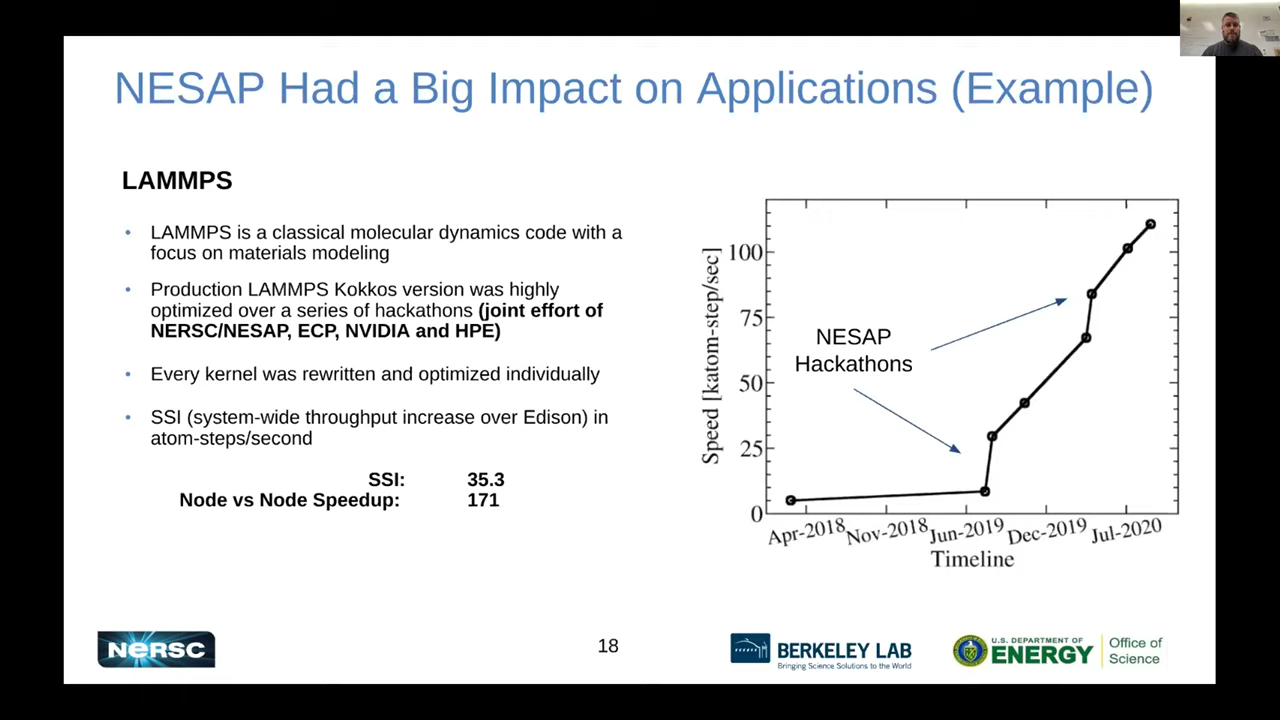 NESAP Had a Big Impact on Applications (Example)
LAMMPS
• LAMMPS is a classical molecular dynamics code with a
focus on materials modeling
• Production LAMMPS Kokkos version was highly
optimized over a series of hackathons (joint effort of
NERSC/NESAP, ECP, NVIDIA and HPE)
• Every kernel was rewritten and optimized individually
• SSI (system-wide throughput increase over Edison) in
atom-steps/second
SSI: 35.3
Node vs Node Speedup: 171
Speed [katom-step/sec]
100
75
50
25
0
NESAP
Hackathons
Apr-2018 Nov-2018 Jun-2019 Dec-2019 Jul-2020
Timeline
NERSC
18
BERKELEY LAB
Bringing Science Solutions to the World
U.S. DEPARTMENT OF
ENERGY
Office of
Science